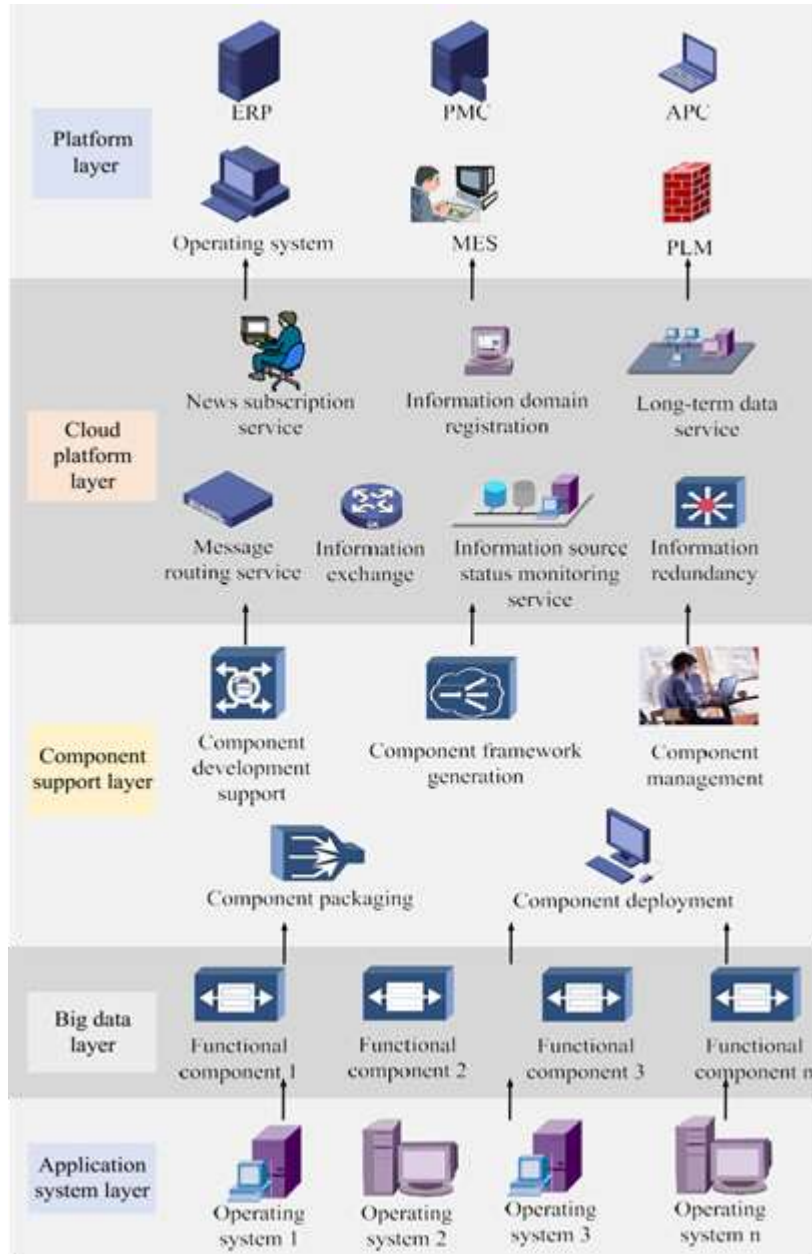 ERP
PMC
APC
Platform
layer
Operating system
MES
PLM
News subscription
service
Information domain
registration
Long-term data
service
Cloud
platform
layer
Message
routing service
Information
exchange
Information source
status monitoring
service
Information
redundancy
Component
support layer
Component
development
support
Component framework
generation
Component
management
Component packaging
Component deployment
Big data
layer
Functional
component 1
Functional
component 2
Functional
component 3
Functional
component n
Application
system layer
Operating
system 1
Operating
system 2
Operating
system 3
Operating
system n